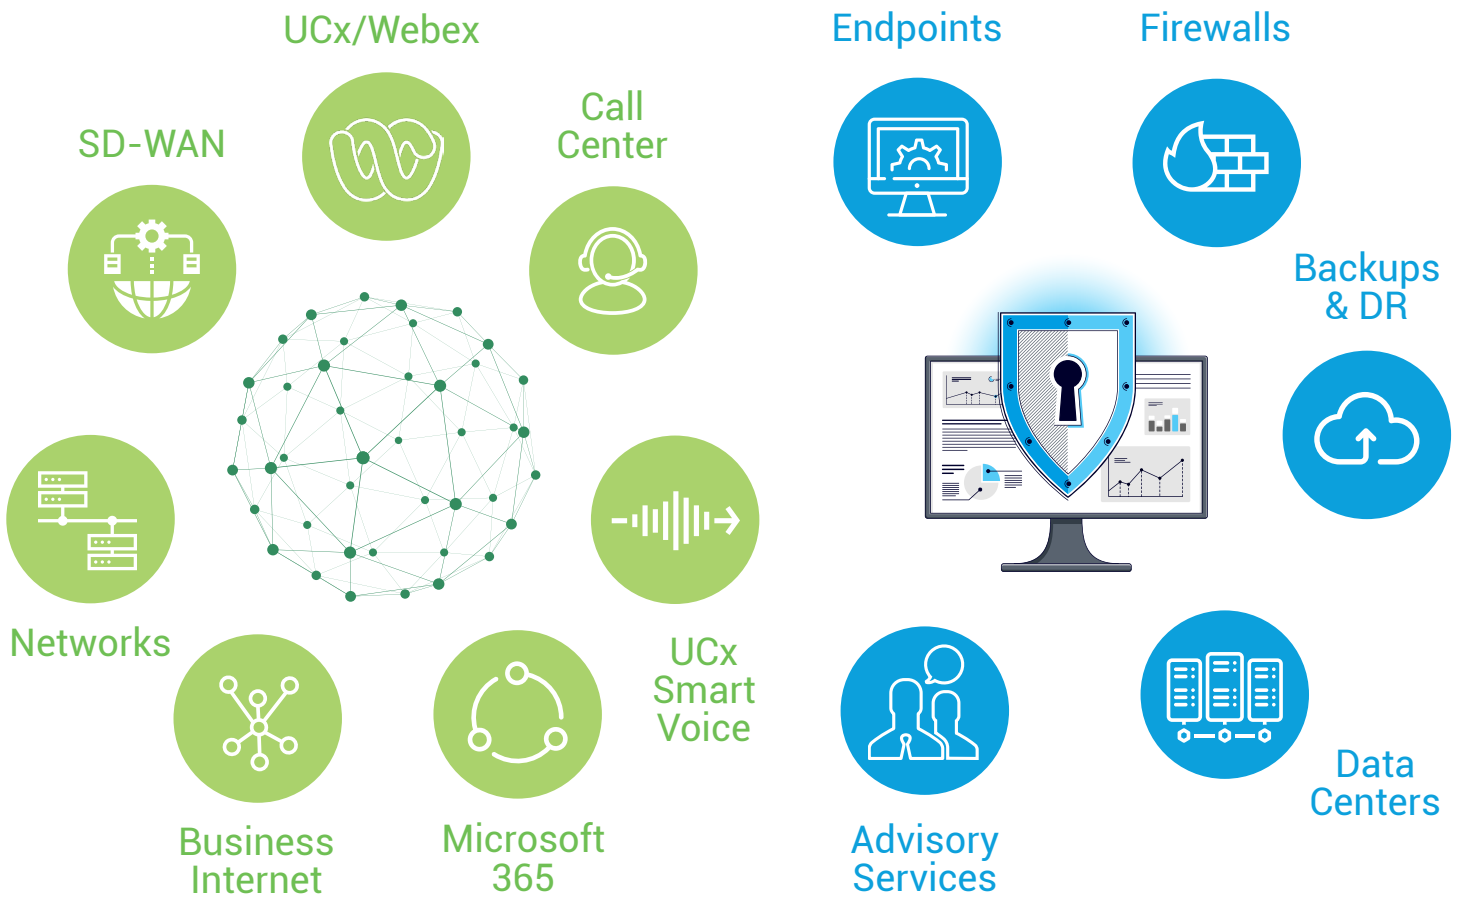 UCx/Webex
Call
Center
SD-WAN
Networks
UCx
Smart
Voice
Business
Internet
Microsoft
365
Endpoints
Firewalls
Backups
& DR
Data
Centers
Advisory
Services